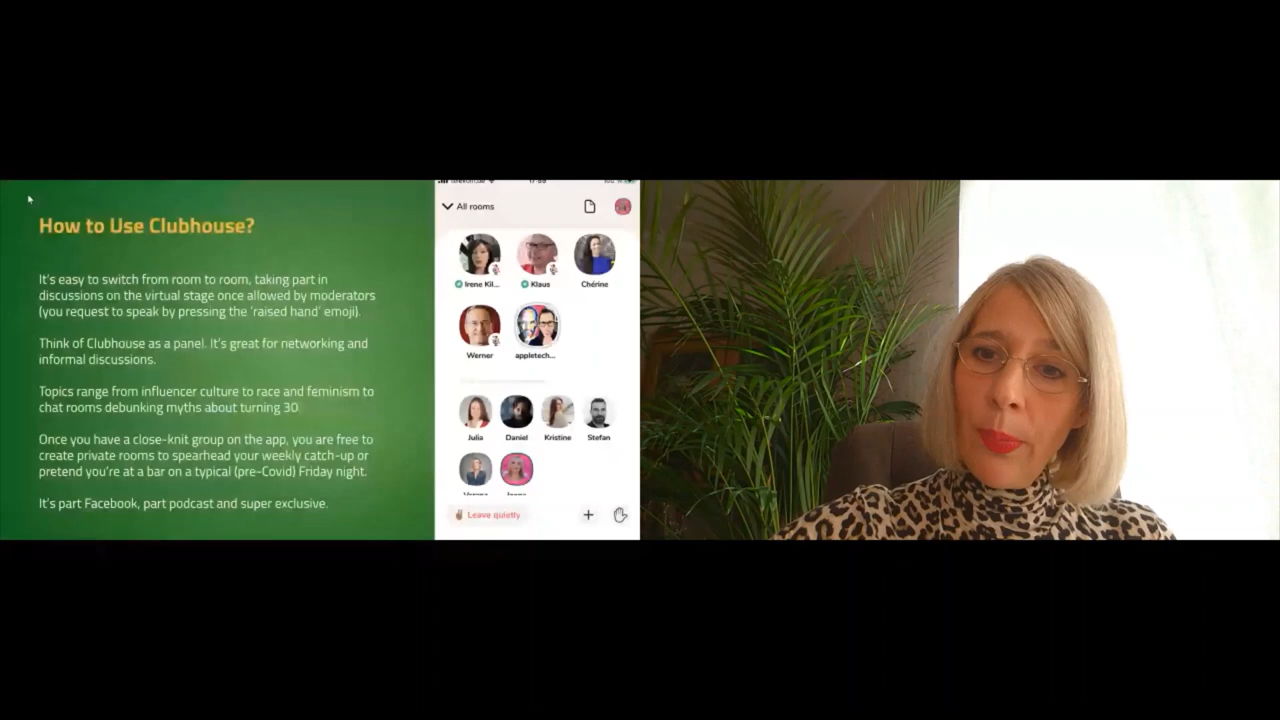 How to Use Clubhouse?
It's easy to switch from room to room, taking part in
discussions on the virtual stage once allowed by moderators
(you request to speak by pressing the 'raised hand' emoji).
Think of Clubhouse as a panel. It's great for networking and
informal discussions.
Topics range from influencer culture to race and feminism to
chat rooms debunking myths about turning 30.
Once you have a close-knit group on the app, you are free to
create private rooms to spearhead your weekly catch-up or
pretend you're at a bar on a typical (pre-Covid) Friday night.
It's part Facebook, part podcast and super exclusive.
All rooms
Irene Kil... Klaus Chérine
Werner appletech...
Julia Daniel Kristine Stefan
Leave quietly